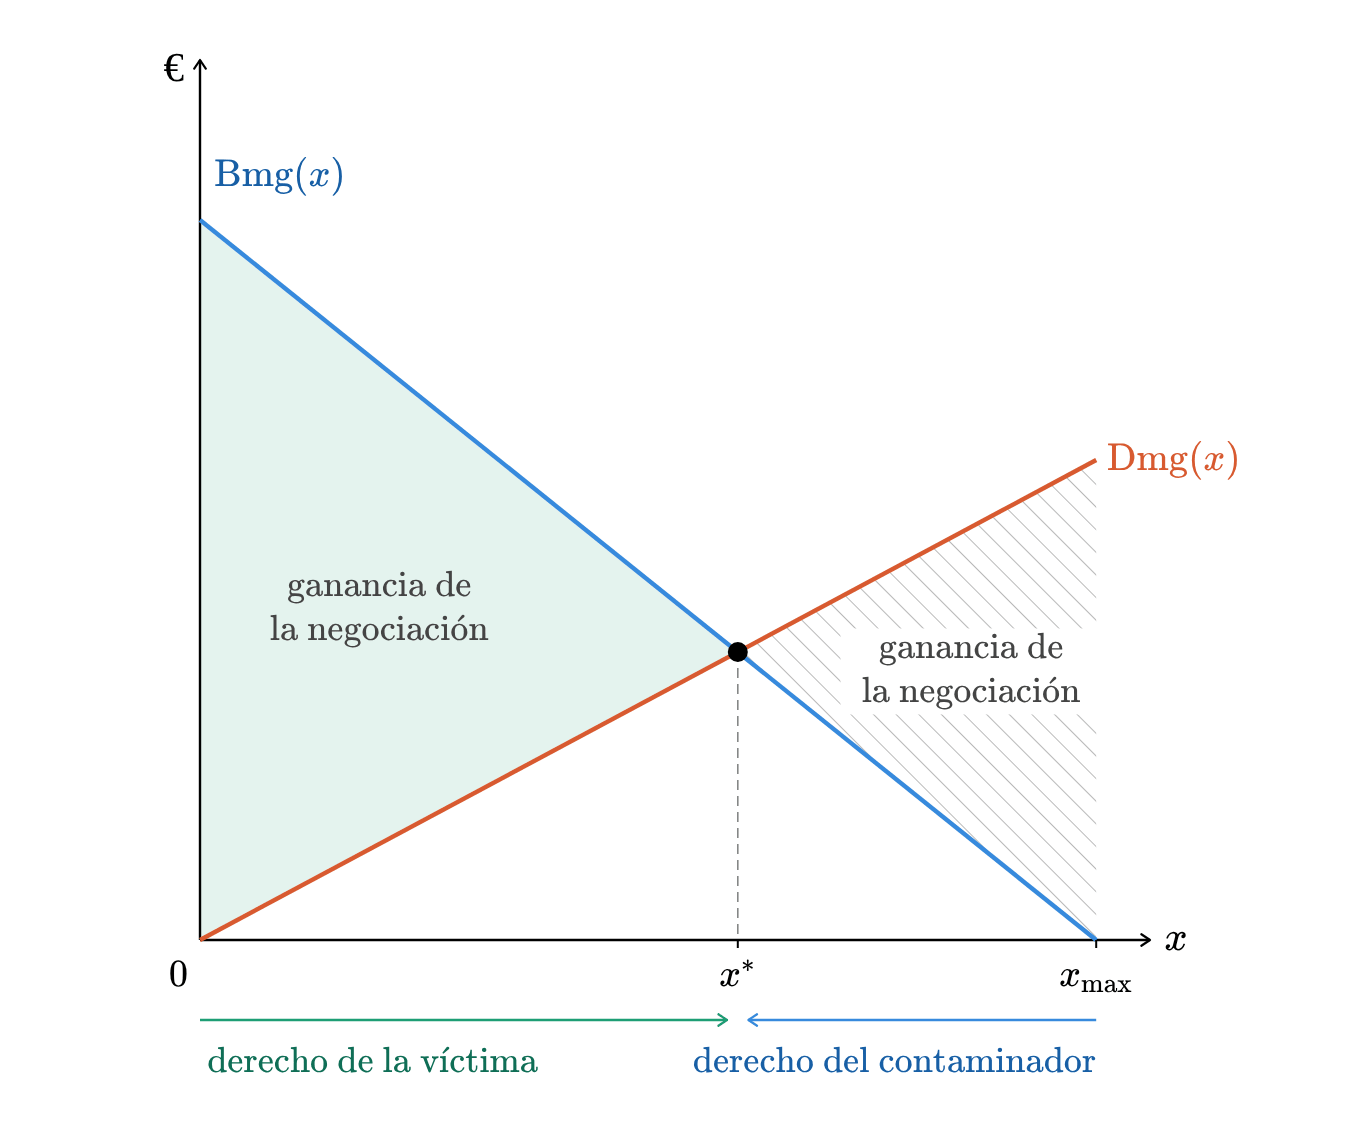 €
Bmg(x)
Dmg(x)
ganancia de
la negociación
ganancia de
la negociación
x
0
x*
x_max
derecho de la víctima
derecho del contaminador